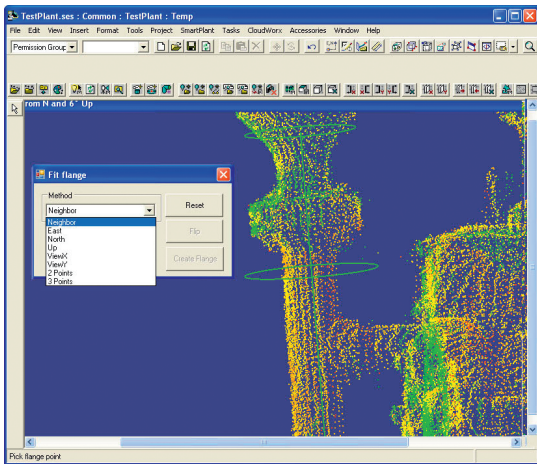 TestPlant.ses : Common : TestPlant : Temp
File Edit View Insert Format Tools Project SmartPlant Tasks CloudWorx Accessories Window Help
Permission Group
rom N and 6" Up
Fit flange
Method
Neighbor
Reset
Neighbor
East
North
Up
ViewX
ViewY
2 Points
3 Points
Flip
Create Flange
Pick flange point